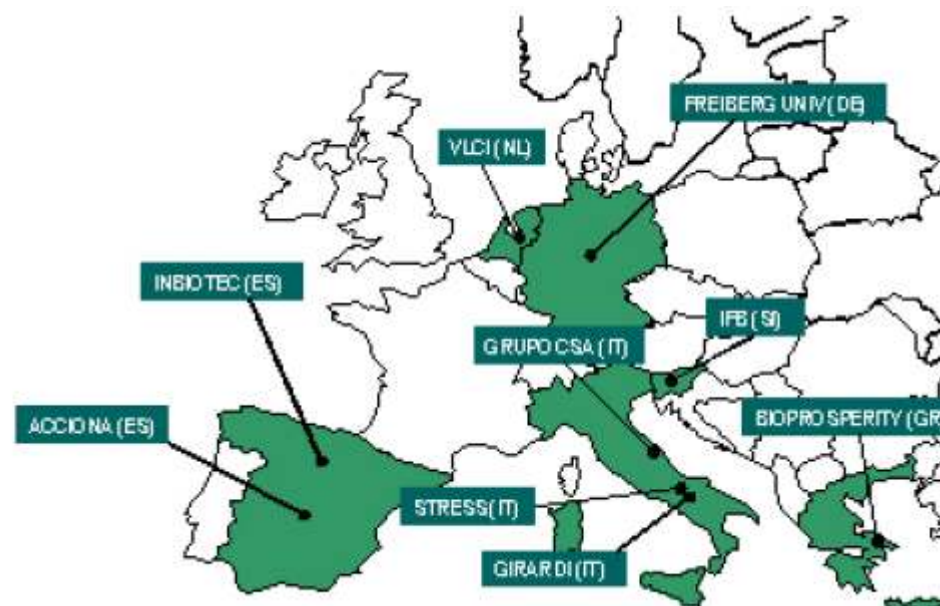 FREIBERG UNIV (DE)
VLCI (NL)
INBIOTEC (ES)
IFB (SI)
GRUPO CSA (IT)
ACCIONA (ES)
BIOPROSPERITY (GR
STRESS (IT)
GIRARDI (IT)